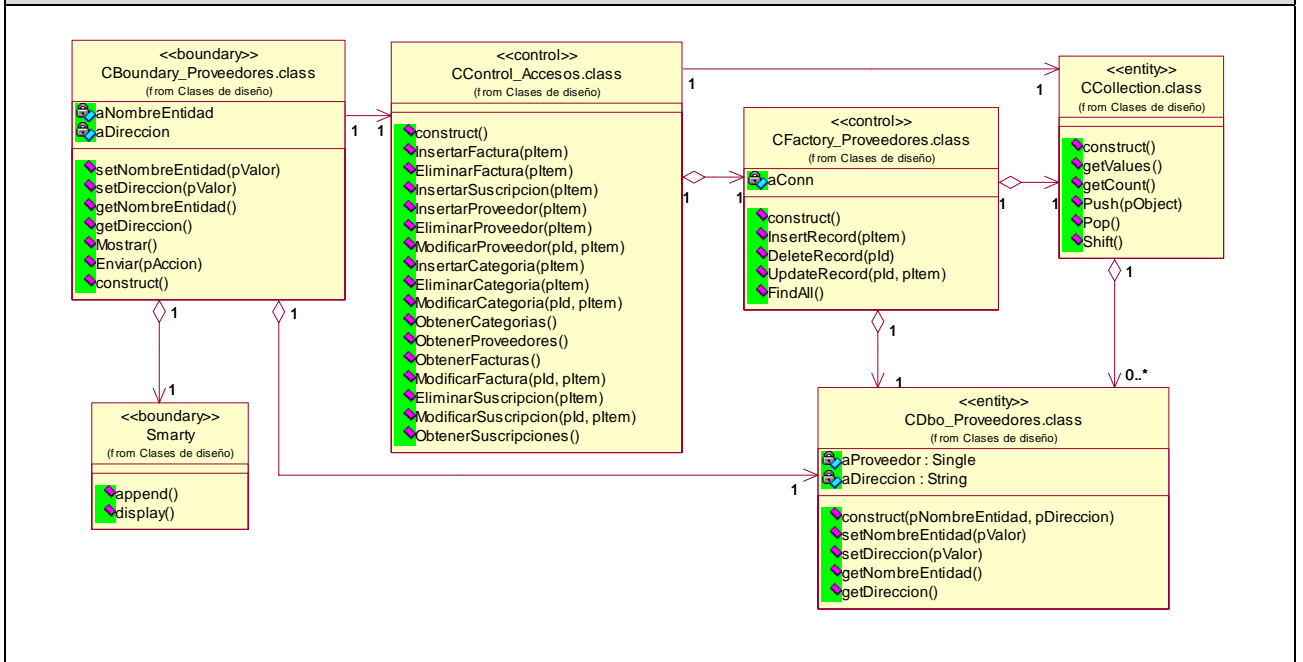 <<boundary>>
CBoundary_Proveedores.class
(from Clases de diseño)
aNombreEntidad
aDireccion
setNombreEntidad(pValor)
setDireccion(pValor)
getNombreEntidad()
getDireccion()
Mostrar()
Enviar(pAccion)
construct()
1
1
1
1
<<control>>
CControl_Accesos.class
(from Clases de diseño)
construct()
InsertarFactura(pItem)
EliminarFactura(pItem)
InsertarSuscripcion(pItem)
InsertarProveedor(pItem)
EliminarProveedor(pItem)
ModificarProveedor(pId, pItem)
InsertarCategoria(pItem)
EliminarCategoria(pItem)
ModificarCategoria(pId, pItem)
ObtenerCategorias()
ObtenerProveedores()
ObtenerFacturas()
ModificarFactura(pId, pItem)
EliminarSuscripcion(pItem)
ModificarSuscripcion(pId, pItem)
ObtenerSuscripciones()
1
1
1
1
<<control>>
CFactory_Proveedores.class
(from Clases de diseño)
aConn
construct()
InsertRecord(pItem)
DeleteRecord(pId)
UpdateRecord(pId, pItem)
FindAll()
1
1
1
1
<<entity>>
CCollection.class
(from Clases de diseño)
construct()
getValues()
getCount()
Push(pObject)
Pop()
Shift()
1
0..*
1
<<boundary>>
Smarty
(from Clases de diseño)
append()
display()
1
<<entity>>
CDbo_Proveedores.class
(from Clases de diseño)
aProveedor : Single
aDireccion : String
construct(pNombreEntidad, pDireccion)
setNombreEntidad(pValor)
setDireccion(pValor)
getNombreEntidad()
getDireccion()